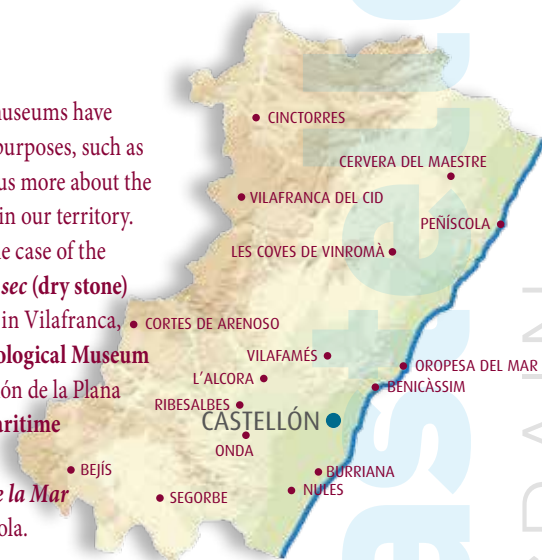 museums have
purposes, such as
us more about the
in our territory.
e case of the
sec (dry stone)
in Vilafranca,
ological Museum
ón de la Plana
aritime
e la Mar
ola.
CINCTORRES
CERVERA DEL MAESTRE
VILAFRANCA DEL CID
PEÑÍSCOLA
LES COVES DE VINROMÀ
CORTES DE ARENOSO
VILAFAMÉS
OROPESA DEL MAR
L'ALCORA
BENICÀSSIM
RIBESALBES
CASTELLÓN
ONDA
BEJÍS
BURRIANA
SEGORBE
NULES